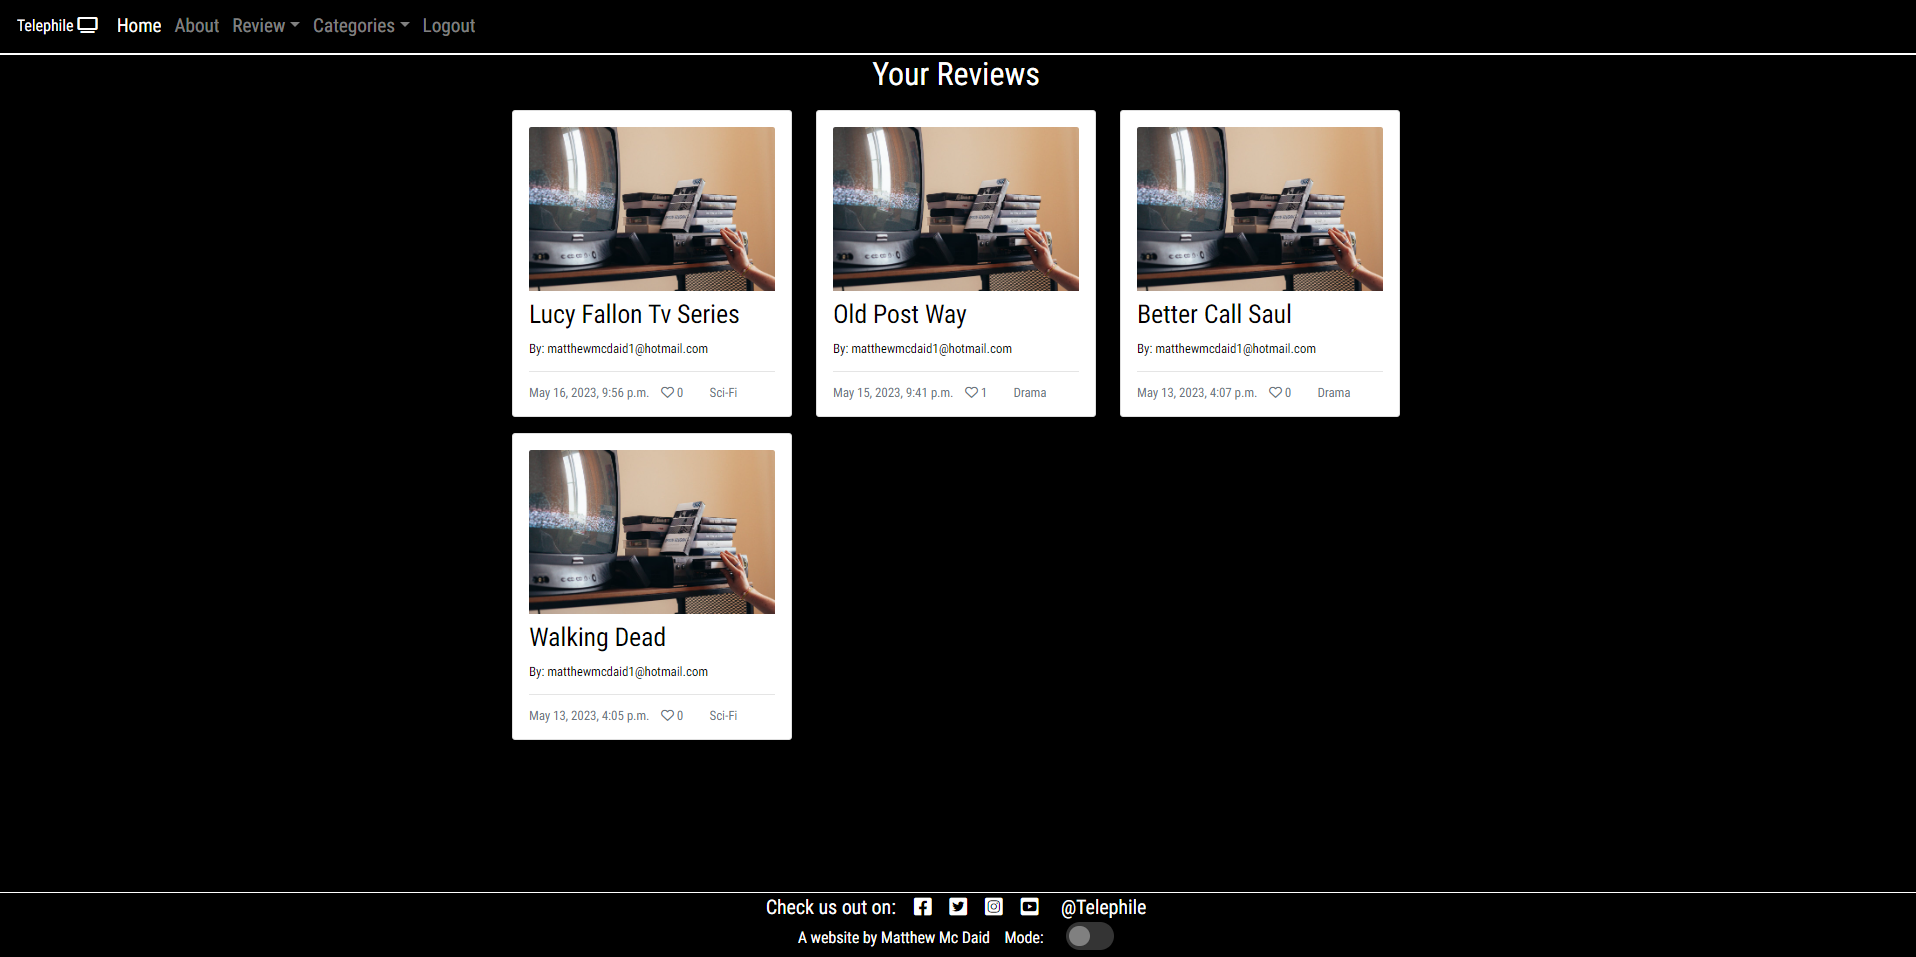 Telephile Home About Review Categories Logout
Your Reviews
Lucy Fallon Tv Series
By: matthewmcdaid1@hotmail.com
May 16, 2023, 9:56 p.m. 0 Sci-Fi
Old Post Way
By: matthewmcdaid1@hotmail.com
May 15, 2023, 9:41 p.m. 1 Drama
Better Call Saul
By: matthewmcdaid1@hotmail.com
May 13, 2023, 4:07 p.m. 0 Drama
Walking Dead
By: matthewmcdaid1@hotmail.com
May 13, 2023, 4:05 p.m. 0 Sci-Fi
Check us out on: @Telephile
A website by Matthew Mc Daid Mode: